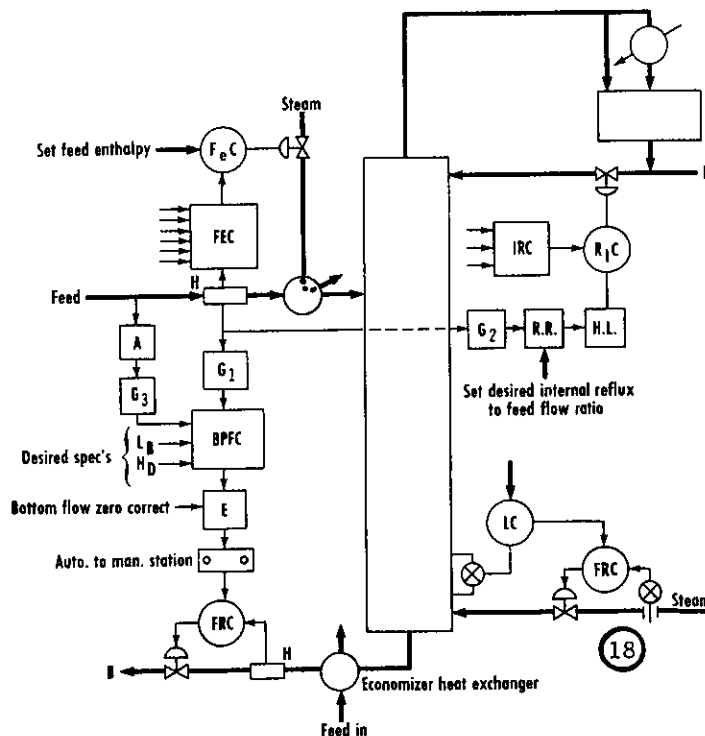 Steam
Set feed enthalpy
FeC
FEC
IRC
RIC
H
Feed
A
G3
G1
G2
R.R.
H.L.
Set desired internal reflux
to feed flow ratio
Desired spec's
LB
HD
BPFC
Bottom flow zero correct
E
Auto. to man. station
LC
FRC
Steam
18
FRC
H
B
Economizer heat exchanger
Feed in